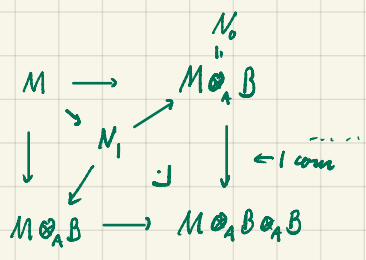 N₀
M → M⊗_A B
N₁
← 1 com
M⊗_A B → M⊗_A B⊗_A B